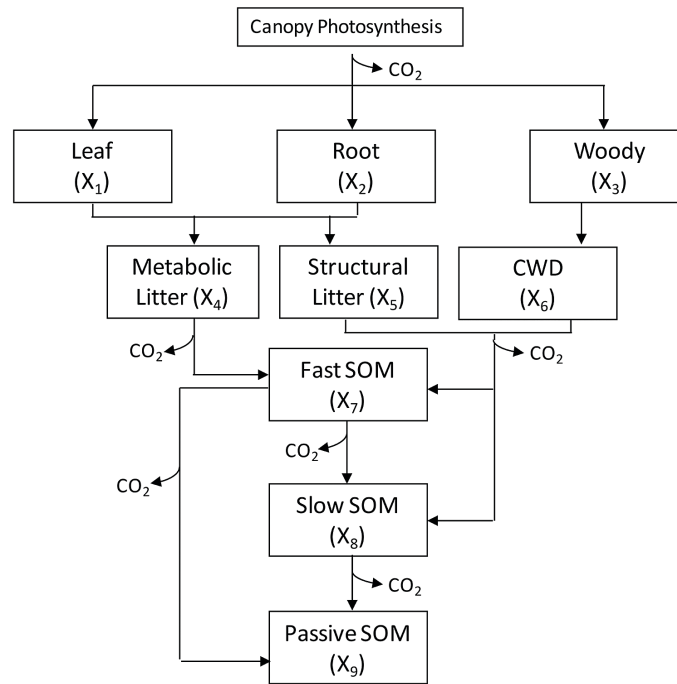 Canopy Photosynthesis
CO₂
Leaf
(X₁)
Root
(X₂)
Woody
(X₃)
Metabolic
Litter (X₄)
Structural
Litter (X₅)
CWD
(X₆)
CO₂
CO₂
Fast SOM
(X₇)
CO₂
CO₂
Slow SOM
(X₈)
CO₂
Passive SOM
(X₉)